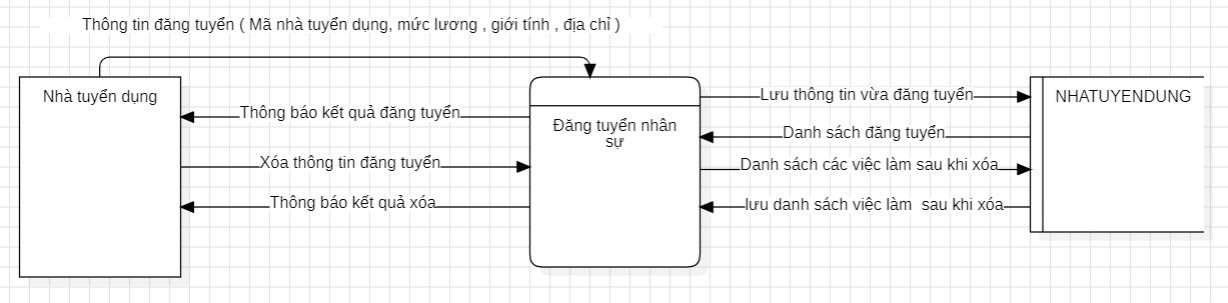 Thông tin đăng tuyển ( Mã nhà tuyển dụng, mức lương , giới tính , địa chỉ )
Nhà tuyển dụng
Thông báo kết quả đăng tuyển
Xóa thông tin đăng tuyển
Thông báo kết quả xóa
Đăng tuyển nhân
sự
Lưu thông tin vừa đăng tuyển
Danh sách đăng tuyển
Danh sách các việc làm sau khi xóa
lưu danh sách việc làm sau khi xóa
NHATUYENDUNG